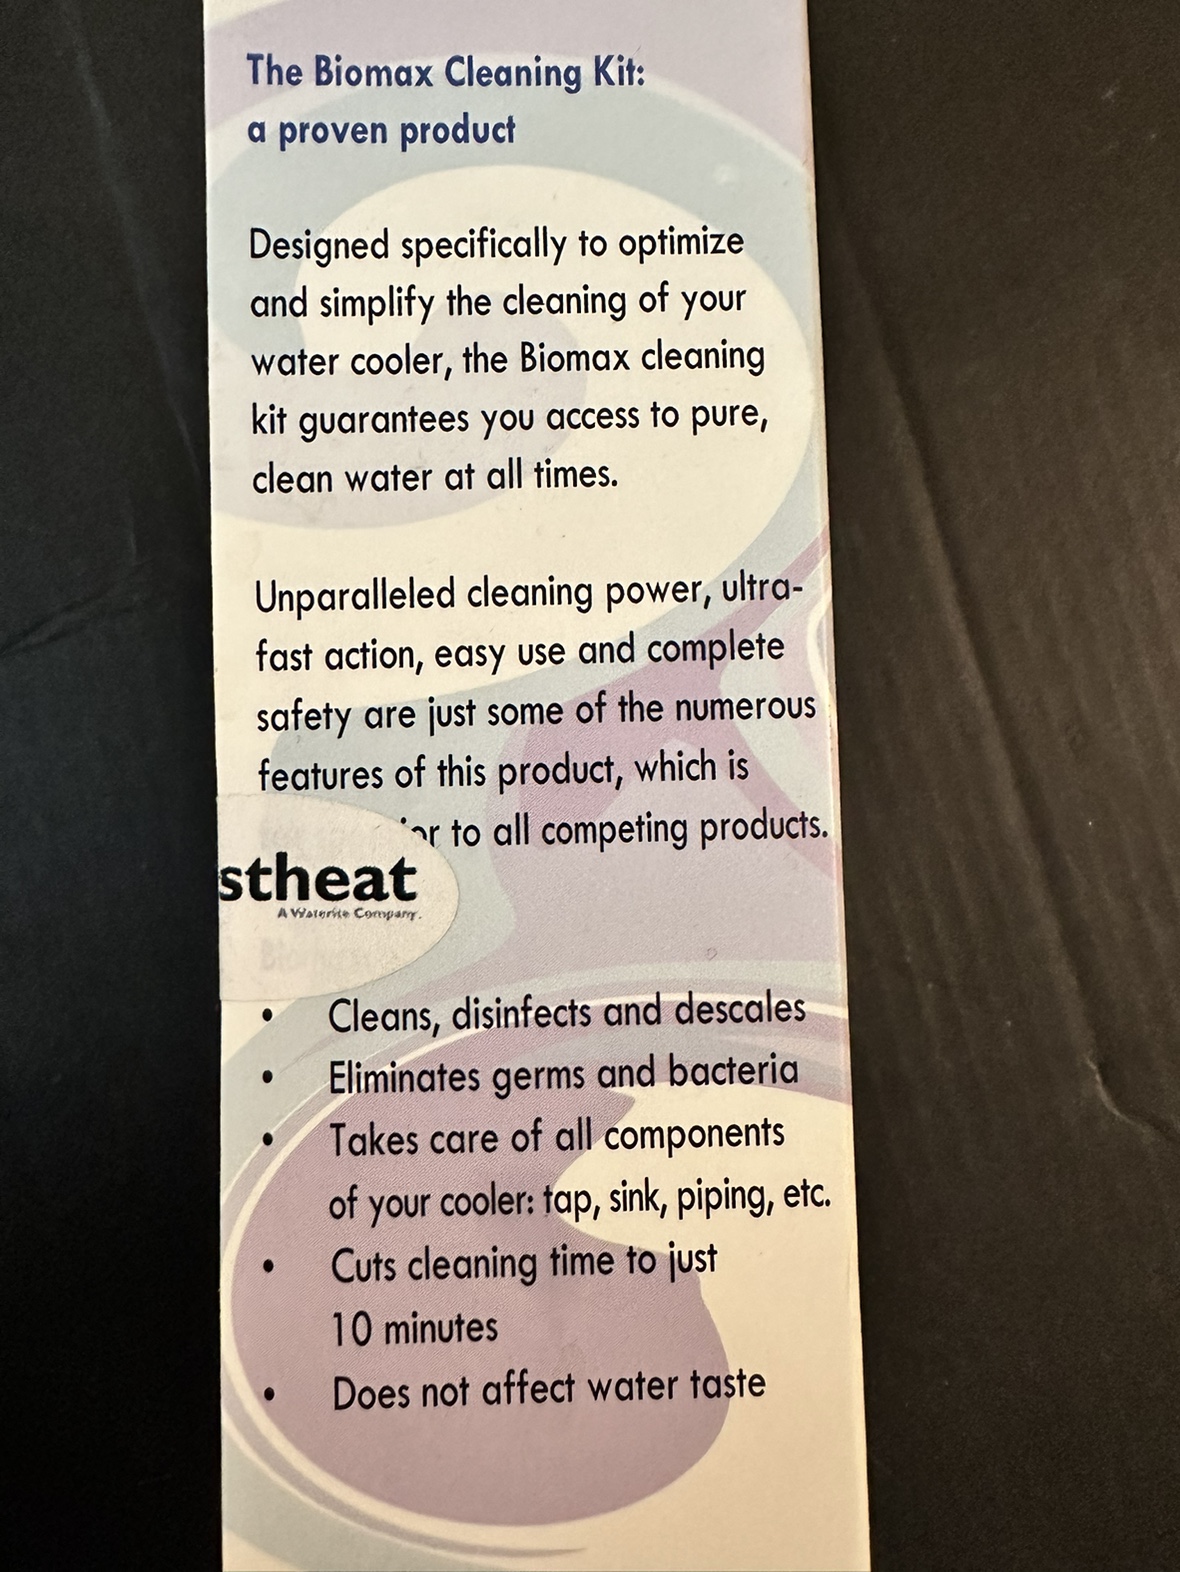 The Biomax Cleaning Kit:
a proven product
Designed specifically to optimize
and simplify the cleaning of your
water cooler, the Biomax cleaning
kit guarantees you access to pure,
clean water at all times.
Unparalleled cleaning power, ultra-
fast action, easy use and complete
safety are just some of the numerous
features of this product, which is
to all competing products.
stheat
A Waterite Company.
• Cleans, disinfects and descales
• Eliminates germs and bacteria
• Takes care of all components
of your cooler: tap, sink, piping, etc.
• Cuts cleaning time to just
10 minutes
• Does not affect water taste